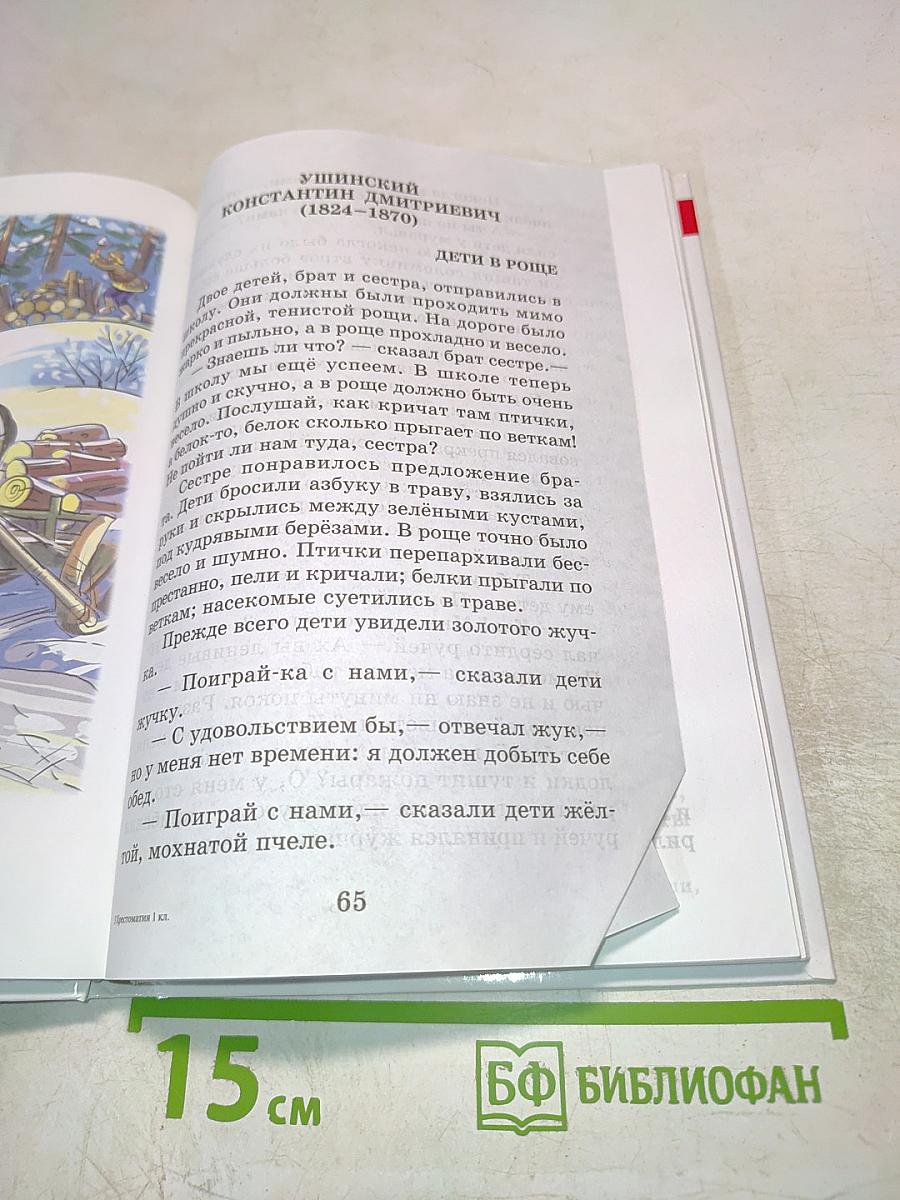 УШИНСКИЙ
КОНСТАНТИН ДМИТРИЕВИЧ
(1824–1870)
ДЕТИ В РОЩЕ
Двое детей, брат и сестра, отправились в
школу. Они должны были проходить мимо
прекрасной, тенистой рощи. На дороге было
жарко и пыльно, а в роще прохладно и весело.
— Знаешь ли что? — сказал брат сестре.—
В школу мы ещё успеем. В школе теперь
душно и скучно, а в роще должно быть очень
весело. Послушай, как кричат там птички,
а белок-то, белок сколько прыгает по веткам!
Не пойти ли нам туда, сестра?
Сестре понравилось предложение бра-
та. Дети бросили азбуку в траву, взялись за
руки и скрылись между зелёными кустами,
под кудрявыми берёзами. В роще точно было
весело и шумно. Птички перепархивали бес-
престанно, пели и кричали; белки прыгали по
веткам; насекомые суетились в траве.
Прежде всего дети увидели золотого жуч-
ка.
— Поиграй-ка с нами,— сказали дети
жучку.
— С удовольствием бы,— отвечал жук,—
но у меня нет времени: я должен добыть себе
обед.
— Поиграй с нами,— сказали дети жёл-
той, мохнатой пчеле.
65
Хрестоматия 1 кл.
15 см
БФ БИБЛИОФАН